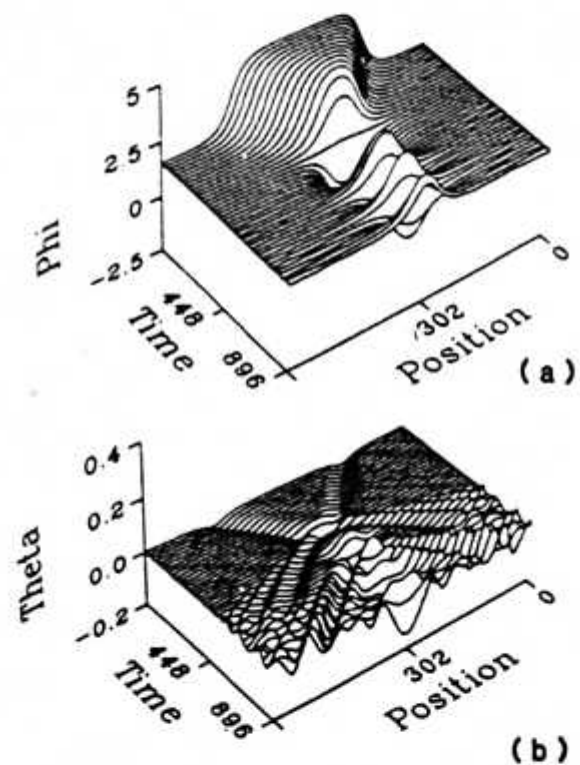 5
2.5
0
-2.5
Phi
448
896
Time
0
302
Position
(a)
0.4
0.2
0.0
-0.2
Theta
448
896
Time
0
302
Position
(b)